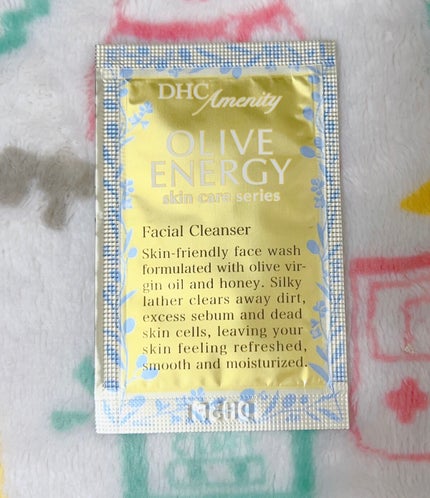 DHC Amenity
OLIVE
ENERGY
skin care series
Facial Cleanser
Skin-friendly face wash
formulated with olive vir-
gin oil and honey. Silky
lather clears away dirt,
excess sebum and dead
skin cells, leaving your
skin feeling refreshed,
smooth and moisturized.